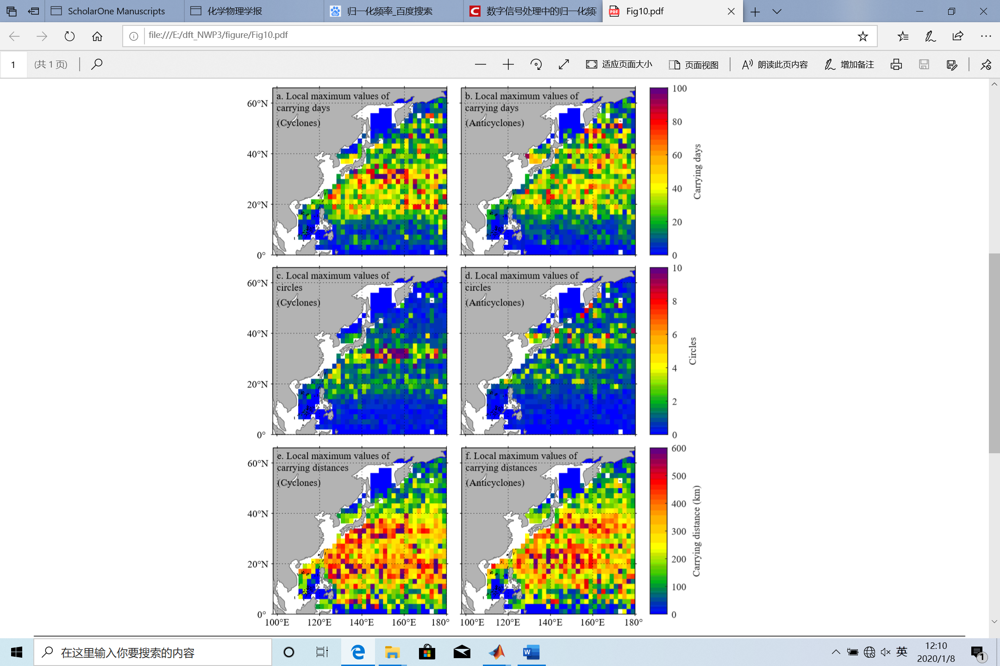 ScholarOne Manuscripts
化学物理学报
归一化频率_百度搜索
数字信号处理中的归一化频
Fig10.pdf
file:///E:/dft_NWP3/figure/Fig10.pdf
1
(共 1 页)
适应页面大小
页面视图
朗读此页内容
增加备注
a. Local maximum values of
carrying days
(Cyclones)
60°N
40°N
20°N
0°
b. Local maximum values of
carrying days
(Anticyclones)
100
80
60
40
20
0
Carrying days
c. Local maximum values of
circles
(Cyclones)
60°N
40°N
20°N
0°
d. Local maximum values of
circles
(Anticyclones)
10
8
6
4
2
0
Circles
e. Local maximum values of
carrying distances
(Cyclones)
60°N
40°N
20°N
0°
100°E 120°E 140°E 160°E 180°
f. Local maximum values of
carrying distances
(Anticyclones)
100°E 120°E 140°E 160°E 180°
600
500
400
300
200
100
0
Carrying distance (km)
在这里输入你要搜索的内容
英
12:10
2020/1/8
1